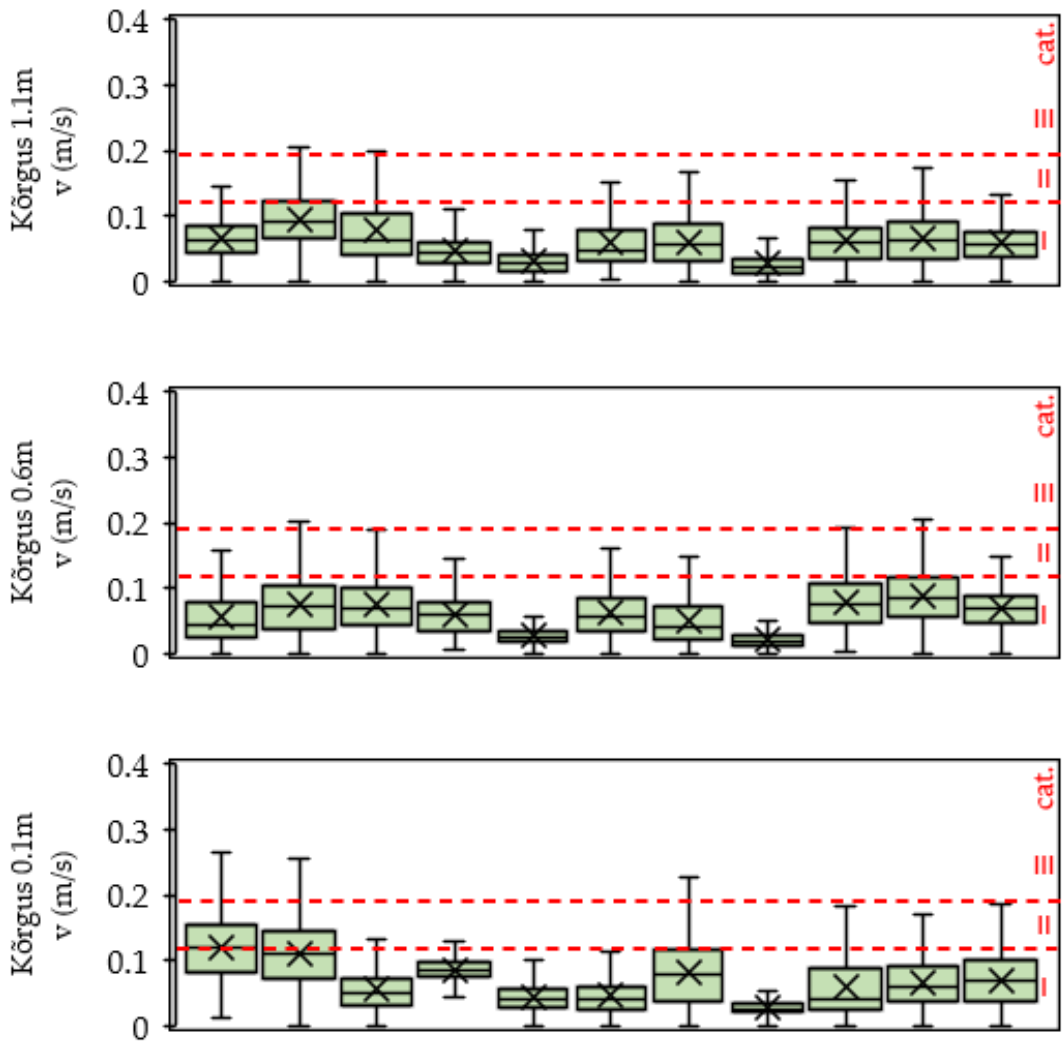 Kõrgus 1.1m
v (m/s)
0.4
0.3
0.2
0.1
0
cat.
III
II
I
Kõrgus 0.6m
v (m/s)
0.4
0.3
0.2
0.1
0
cat.
III
II
I
Kõrgus 0.1m
v (m/s)
0.4
0.3
0.2
0.1
0
cat.
III
II
I